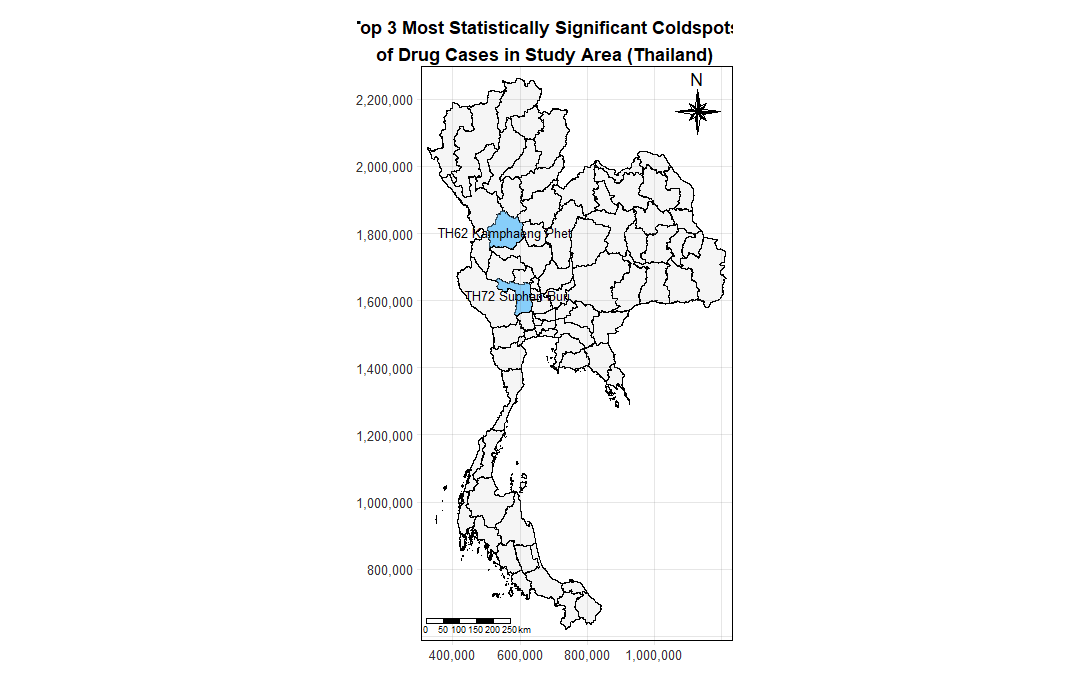 Top 3 Most Statistically Significant Coldspots
of Drug Cases in Study Area (Thailand)
N
2,200,000
2,000,000
1,800,000
1,600,000
1,400,000
1,200,000
1,000,000
800,000
TH62 Kamphaeng Phet
TH72 Suphan Buri
0 50 100 150 200 250 km
400,000 600,000 800,000 1,000,000